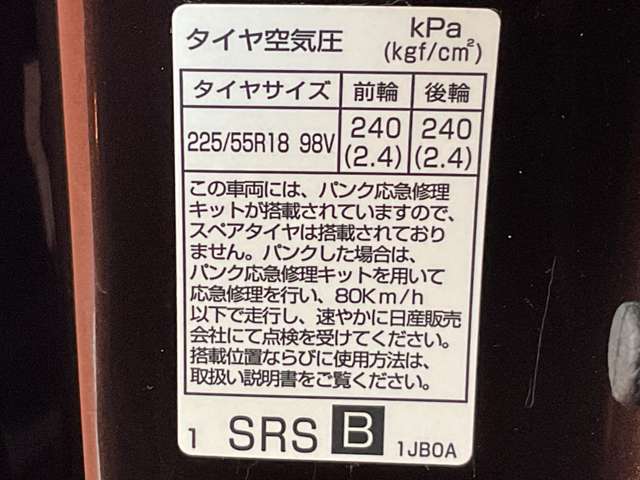 タイヤ空気圧 kPa
(kgf/cm²)
タイヤサイズ 前輪 後輪
225/55R18 98V 240 (2.4) 240 (2.4)
この車両には、パンク応急修理
キットが搭載されていますので、
スペアタイヤは搭載されており
ません。パンクした場合は、
パンク応急修理キットを用いて
応急修理を行い、80Km/h
以下で走行し、速やかに日産販売
会社にて点検を受けてください。
搭載位置ならびに使用方法は、
取扱い説明書をご覧ください。
1 SRS B 1JB0A